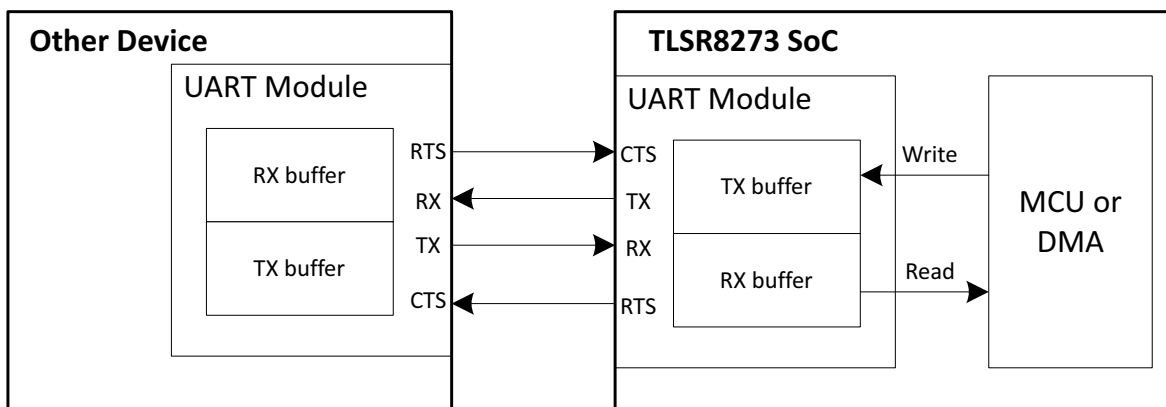 Other Device
UART Module
RX buffer
TX buffer
RTS
RX
TX
CTS
TLSR8273 SoC
UART Module
CTS
TX
RX
RTS
TX buffer
RX buffer
Write
Read
MCU or
DMA